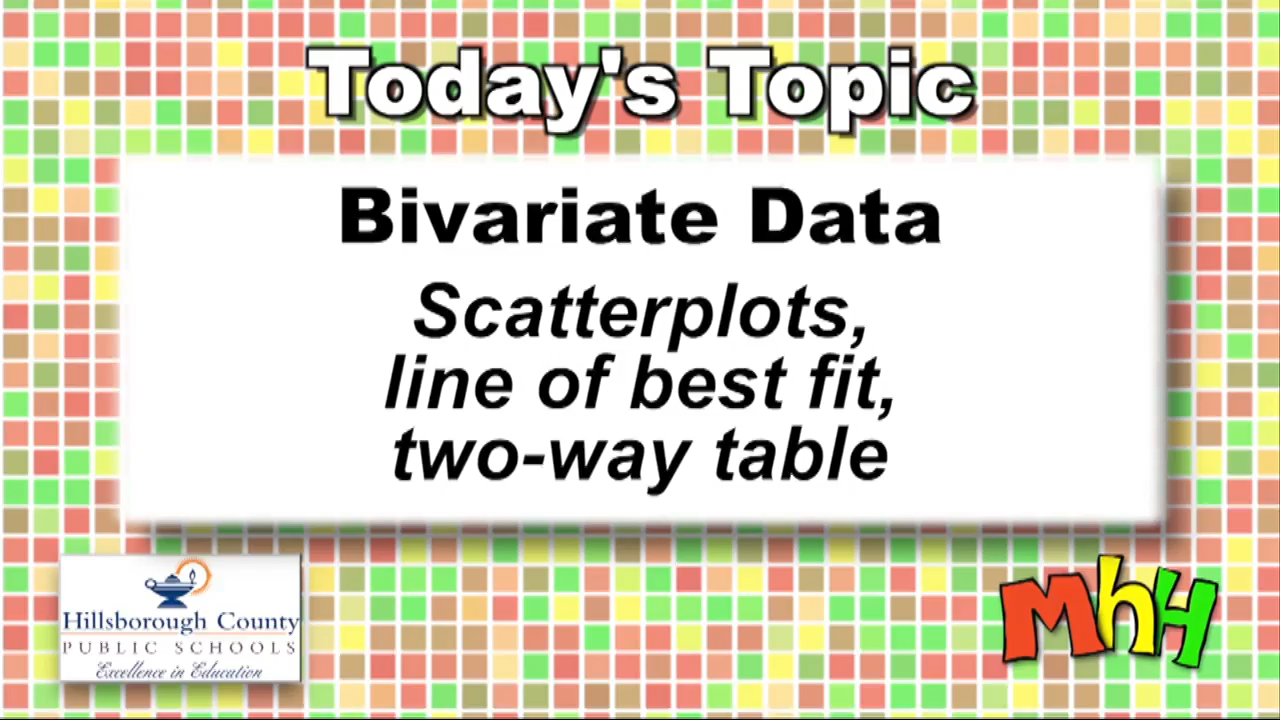 Today's Topic
Bivariate Data
Scatterplots,
line of best fit,
two-way table
Hillsborough County
PUBLIC SCHOOLS
Excellence in Education
MhH